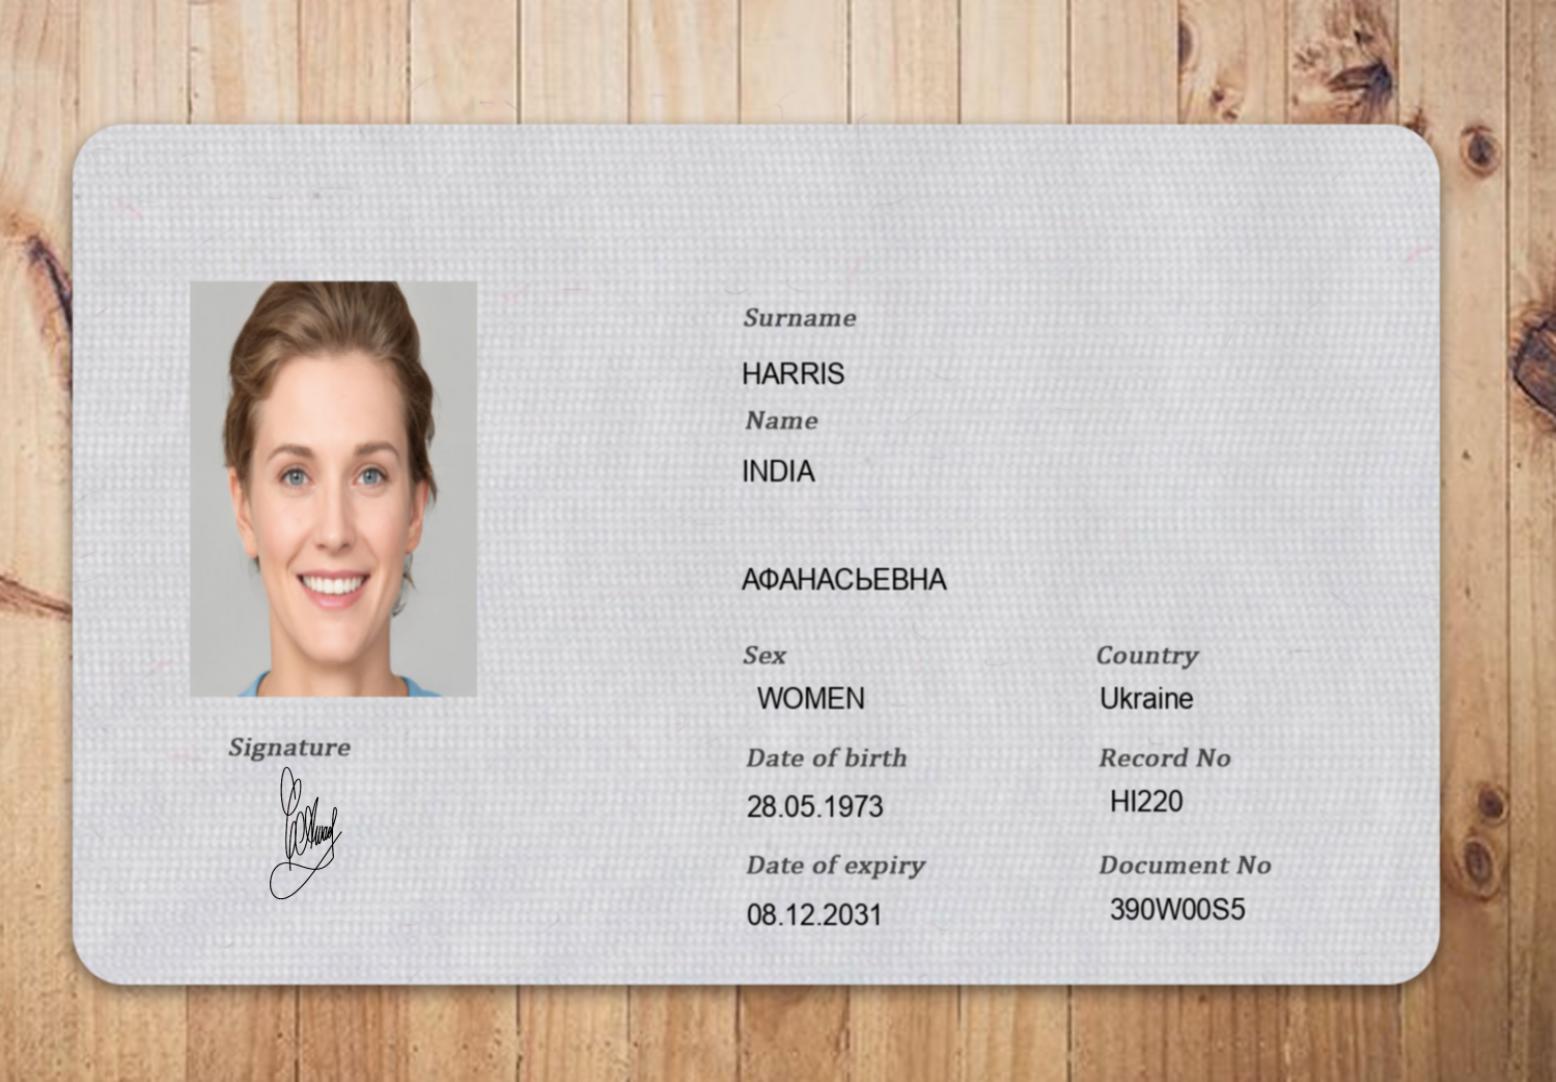 Surname
HARRIS
Name
INDIA
АФАНАСЬЕВНА
Sex
Country
WOMEN
Ukraine
Date of birth
Record No
28.05.1973
HI220
Date of expiry
Document No
08.12.2031
390W00S5
Signature